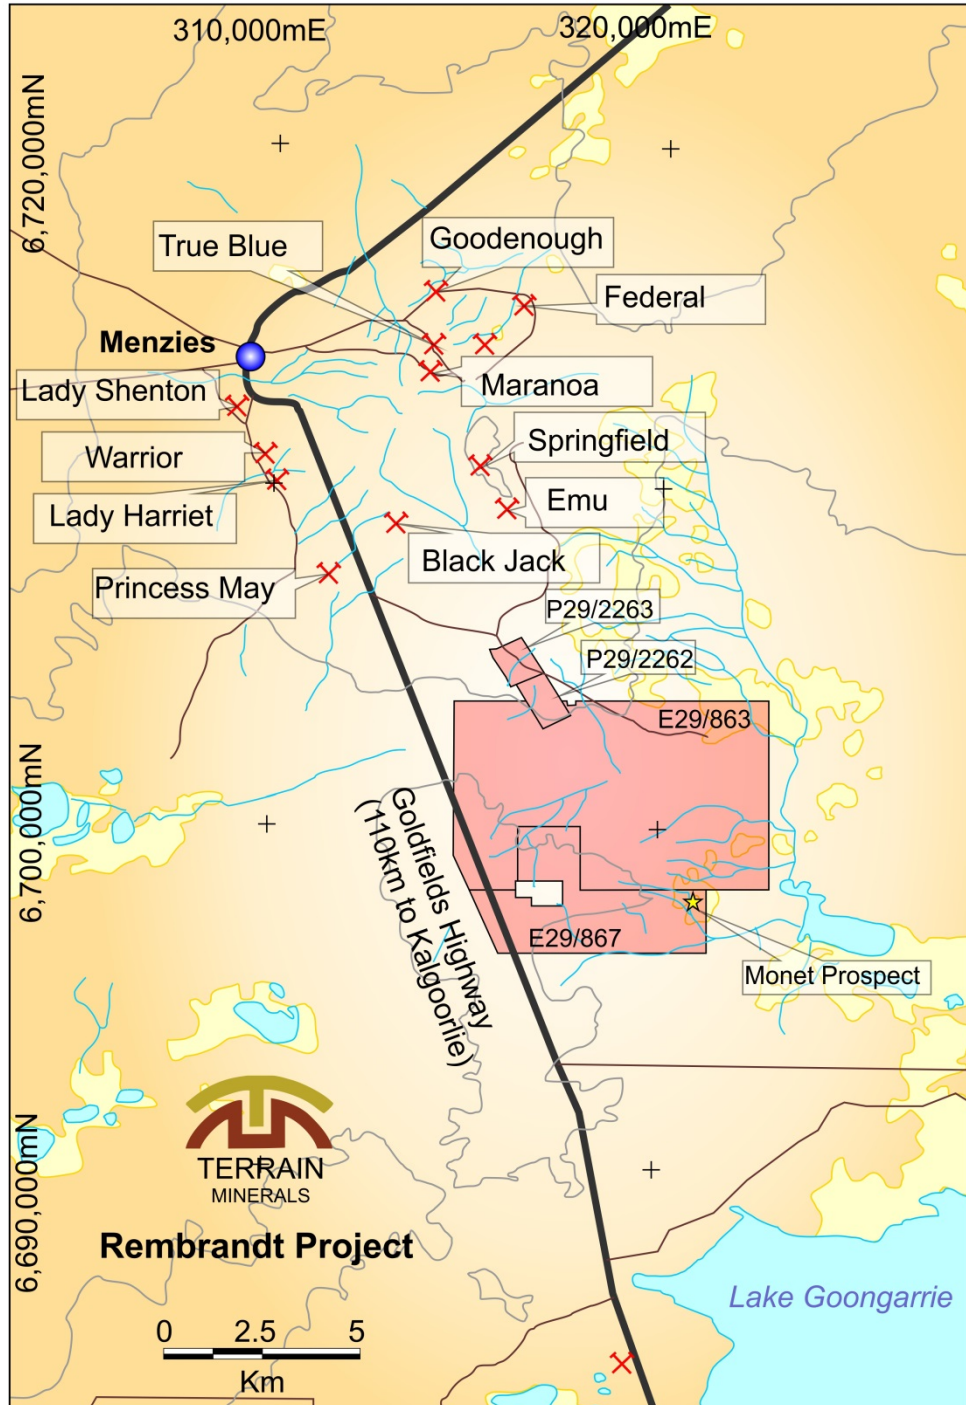 310,000mE
320,000mE
6,720,000mN
True Blue
Goodenough
Federal
Menzies
Lady Shenton
Maranoa
Warrior
Springfield
Lady Harriet
Emu
Black Jack
Princess May
P29/2263
P29/2262
E29/863
6,700,000mN
Goldfields Highway
(110km to Kalgoorlie)
E29/867
Monet Prospect
6,690,000mN
TERRAIN
MINERALS
Rembrandt Project
Lake Goongarrie
0 2.5 5
Km